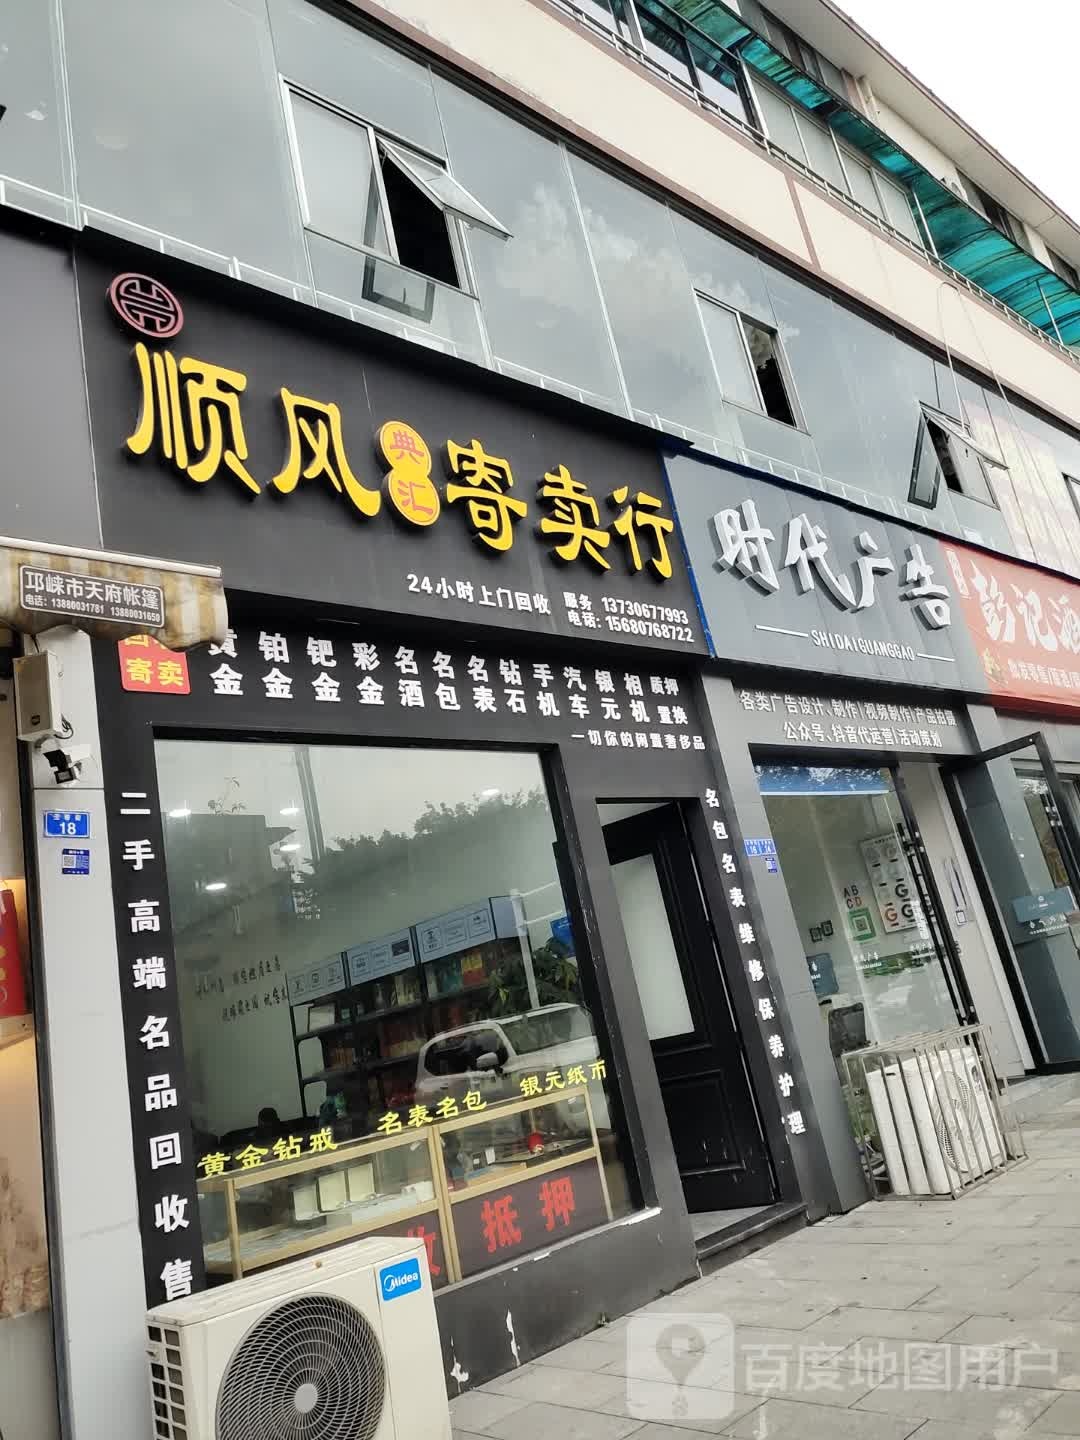 顺风典汇寄卖行
24小时上门回收 服务电话: 13730677993 15680768722
邛崃市天府帐篷
电话: 13880031781 13880031650
寄卖
黄金 铂金 钯金 彩金 名酒 名包 名表 钻石 手机 汽车 银元 相机 质押置换
一切你的闲置奢侈品
二手高端名品回收售
名包名表维修保养护理
18
黄金钻戒 名表名包 银元纸币
收 抵押
Midea
时代广告
SHIDAIGUANGGAO
各类广告设计、制作|视频制作|产品拍摄
公众号、抖音代运营|活动策划
彭记酒
AB
CD
百度地图用户